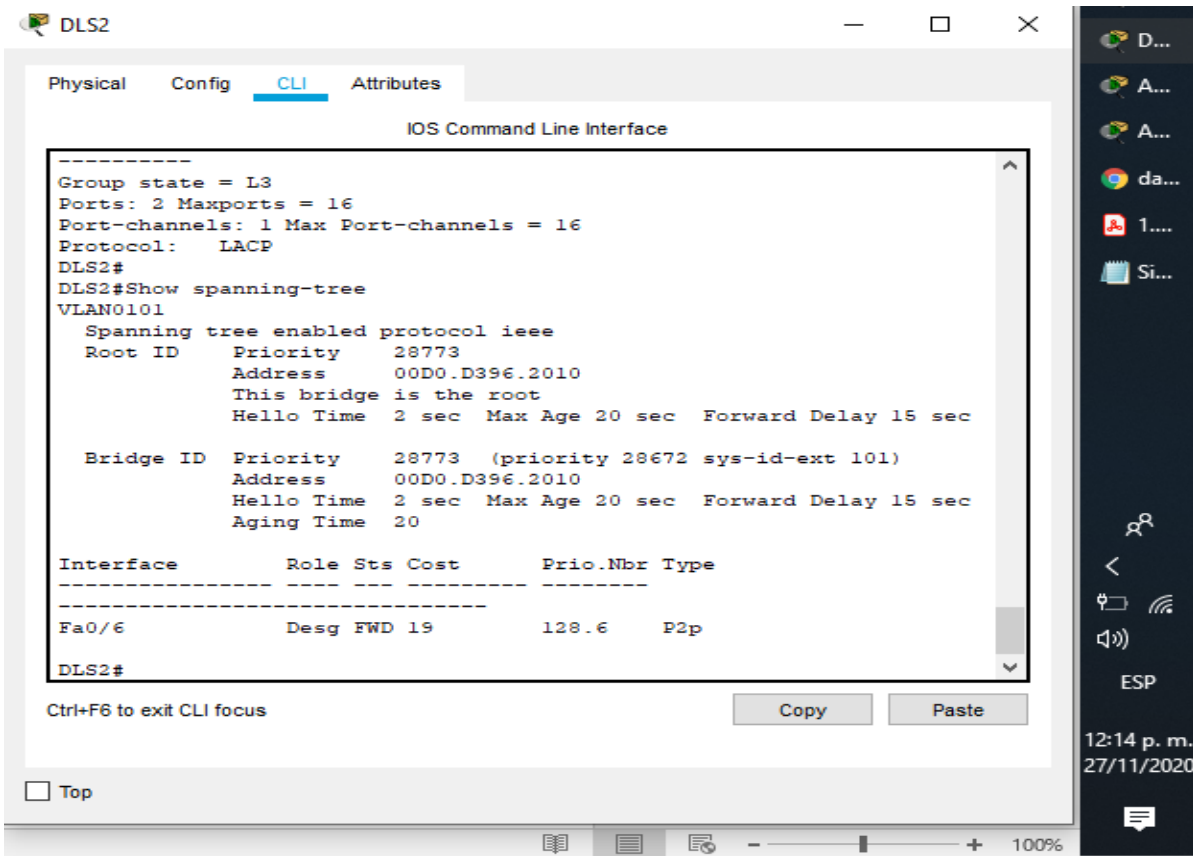 DLS2
Physical Config CLI Attributes
IOS Command Line Interface
----------
Group state = L3
Ports: 2 Maxports = 16
Port-channels: 1 Max Port-channels = 16
Protocol: LACP
DLS2#
DLS2#Show spanning-tree
VLAN0101
Spanning tree enabled protocol ieee
Root ID Priority 28773
Address 00D0.D396.2010
This bridge is the root
Hello Time 2 sec Max Age 20 sec Forward Delay 15 sec
Bridge ID Priority 28773 (priority 28672 sys-id-ext 101)
Address 00D0.D396.2010
Hello Time 2 sec Max Age 20 sec Forward Delay 15 sec
Aging Time 20
Interface Role Sts Cost Prio.Nbr Type
---------------- ---- --- --------- --------
--------------------------------
Fa0/6 Desg FWD 19 128.6 P2p
DLS2#
Ctrl+F6 to exit CLI focus
Copy Paste
Top
100%
D...
A...
A...
da...
1....
Si...
ESP
12:14 p. m.
27/11/2020